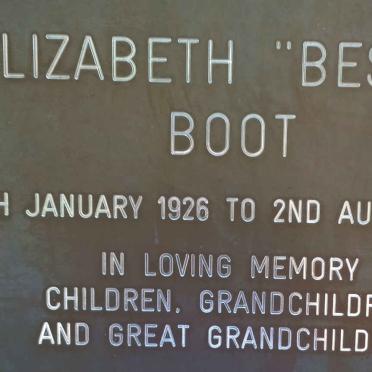 LIZABETH "BES
BOOT
H JANUARY 1926 TO 2ND AU
IN LOVING MEMORY
CHILDREN, GRANDCHILDR
AND GREAT GRANDCHILD